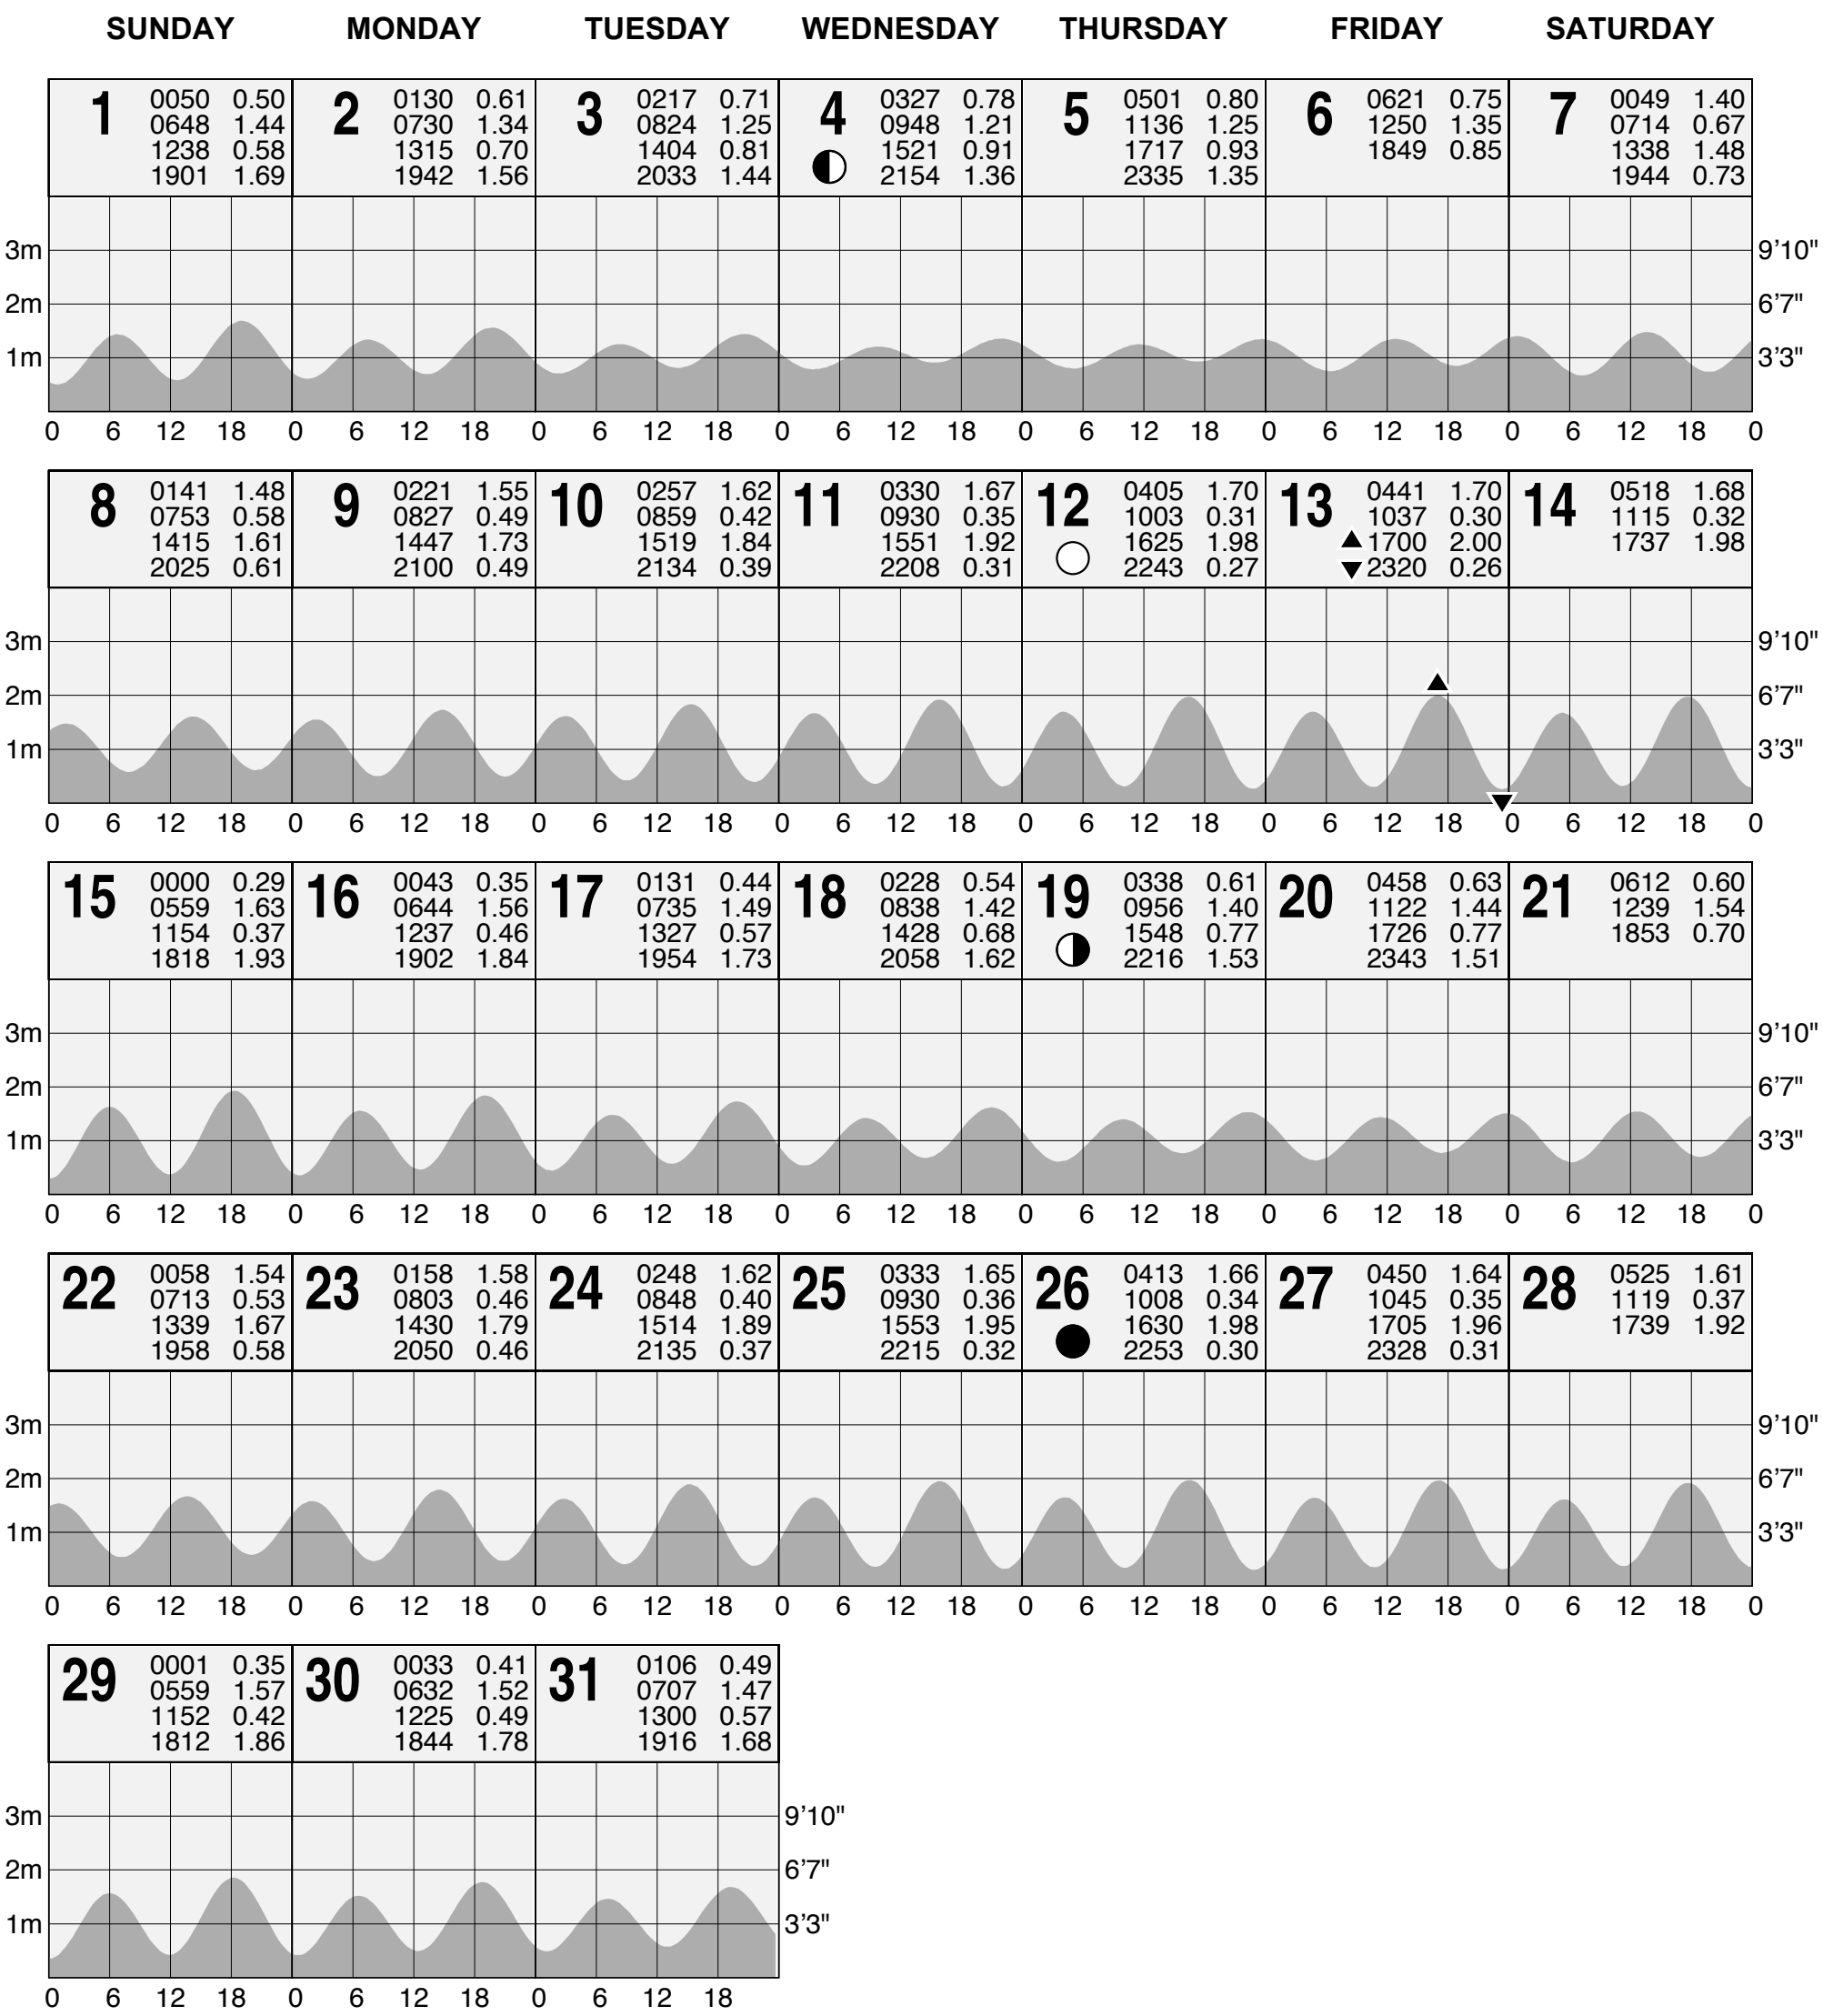 SUNDAY MONDAY TUESDAY WEDNESDAY THURSDAY FRIDAY SATURDAY
1 0050 0.50
0648 1.44
1238 0.58
1901 1.69
2 0130 0.61
0730 1.34
1315 0.70
1942 1.56
3 0217 0.71
0824 1.25
1404 0.81
2033 1.44
4 0327 0.78
0948 1.21
1521 0.91
2154 1.36
5 0501 0.80
1136 1.25
1717 0.93
2335 1.35
6 0621 0.75
1250 1.35
1849 0.85
7 0049 1.40
0714 0.67
1338 1.48
1944 0.73
3m 9'10"
2m 6'7"
1m 3'3"
0 6 12 18 0 6 12 18 0 6 12 18 0 6 12 18 0 6 12 18 0 6 12 18 0 6 12 18 0
8 0141 1.48
0753 0.58
1415 1.61
2025 0.61
9 0221 1.55
0827 0.49
1447 1.73
2100 0.49
10 0257 1.62
0859 0.42
1519 1.84
2134 0.39
11 0330 1.67
0930 0.35
1551 1.92
2208 0.31
12 0405 1.70
1003 0.31
1625 1.98
2243 0.27
13 0441 1.70
1037 0.30
1700 2.00
2320 0.26
14 0518 1.68
1115 0.32
1737 1.98
3m 9'10"
2m 6'7"
1m 3'3"
0 6 12 18 0 6 12 18 0 6 12 18 0 6 12 18 0 6 12 18 0 6 12 18 0 6 12 18 0
15 0000 0.29
0559 1.63
1154 0.37
1818 1.93
16 0043 0.35
0644 1.56
1237 0.46
1902 1.84
17 0131 0.44
0735 1.49
1327 0.57
1954 1.73
18 0228 0.54
0838 1.42
1428 0.68
2058 1.62
19 0338 0.61
0956 1.40
1548 0.77
2216 1.53
20 0458 0.63
1122 1.44
1726 0.77
2343 1.51
21 0612 0.60
1239 1.54
1853 0.70
3m 9'10"
2m 6'7"
1m 3'3"
0 6 12 18 0 6 12 18 0 6 12 18 0 6 12 18 0 6 12 18 0 6 12 18 0 6 12 18 0
22 0058 1.54
0713 0.53
1339 1.67
1958 0.58
23 0158 1.58
0803 0.46
1430 1.79
2050 0.46
24 0248 1.62
0848 0.40
1514 1.89
2135 0.37
25 0333 1.65
0930 0.36
1553 1.95
2215 0.32
26 0413 1.66
1008 0.34
1630 1.98
2253 0.30
27 0450 1.64
1045 0.35
1705 1.96
2328 0.31
28 0525 1.61
1119 0.37
1739 1.92
3m 9'10"
2m 6'7"
1m 3'3"
0 6 12 18 0 6 12 18 0 6 12 18 0 6 12 18 0 6 12 18 0 6 12 18 0 6 12 18 0
29 0001 0.35
0559 1.57
1152 0.42
1812 1.86
30 0033 0.41
0632 1.52
1225 0.49
1844 1.78
31 0106 0.49
0707 1.47
1300 0.57
1916 1.68
3m 9'10"
2m 6'7"
1m 3'3"
0 6 12 18 0 6 12 18 0 6 12 18